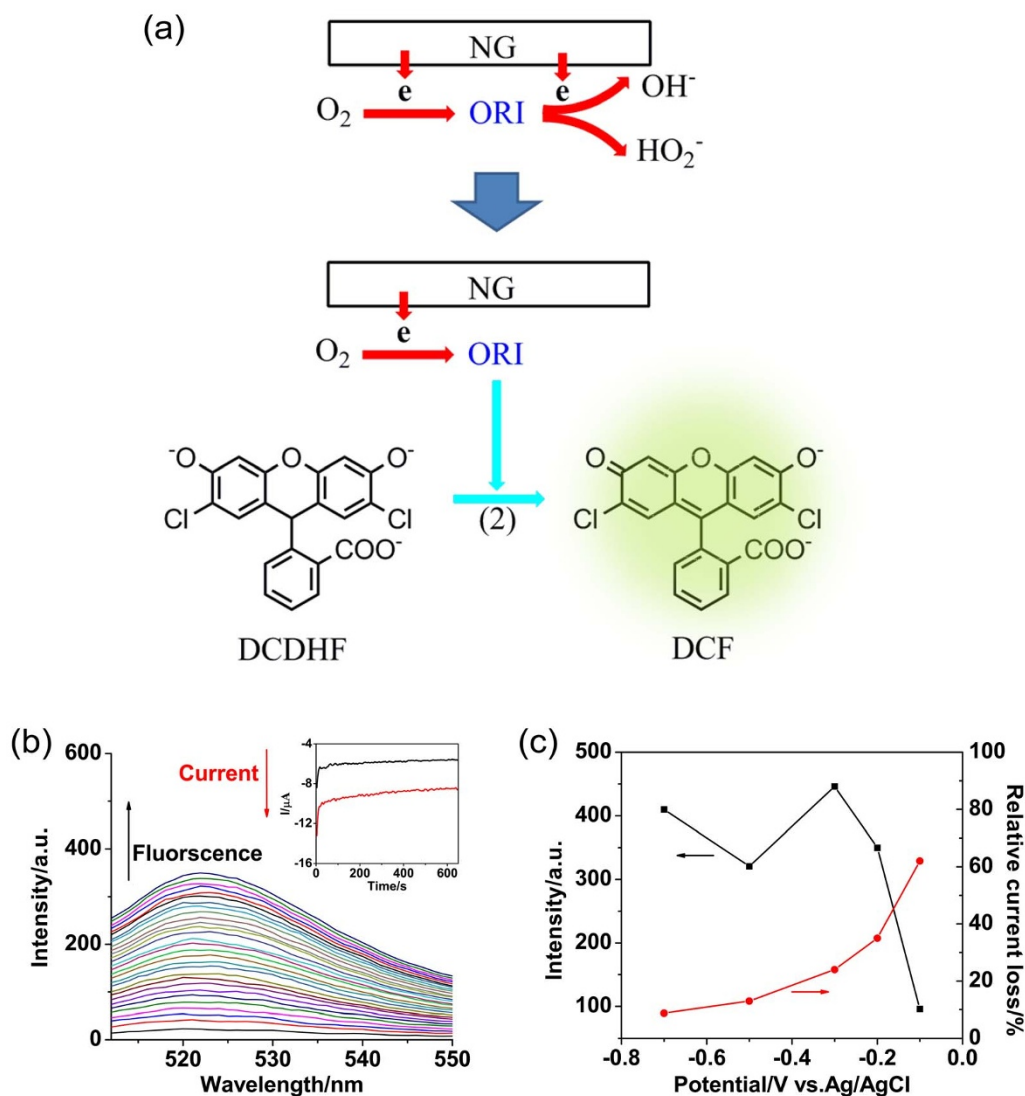 (a)
NG
e e
O₂ ORI OH⁻
HO₂⁻
NG
e
O₂ ORI
⁻O O O⁻
Cl Cl
COO⁻
DCDHF
(2)
O O O⁻
Cl Cl
COO⁻
DCF
(b)
600
400
200
0
Intensity/a.u.
Current
Fluorscence
-4
-8
-12
-16
I/μA
0 200 400 600
Time/s
520 530 540 550
Wavelength/nm
(c)
500
400
300
200
100
Intensity/a.u.
100
80
60
40
20
0
Relative current loss/%
-0.8 -0.6 -0.4 -0.2 0.0
Potential/V vs.Ag/AgCl